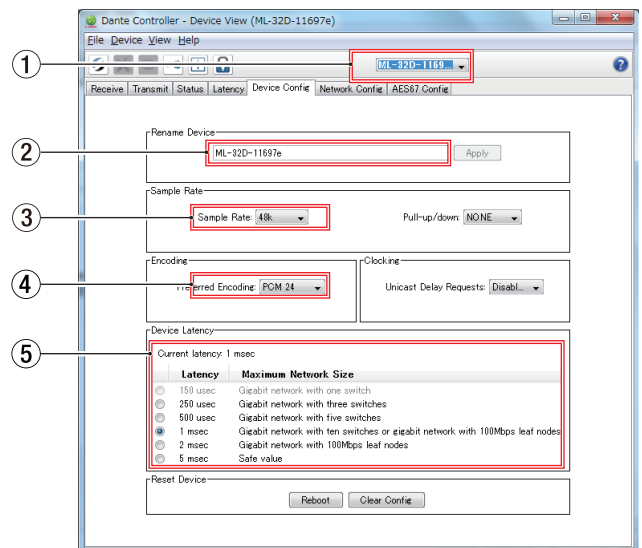 Dante Controller - Device View (ML-32D-11697e)
File Device View Help
1
ML-32D-1169...
?
Receive Transmit Status Latency Device Config Network Config AES67 Config
Rename Device
2
ML-32D-11697e
Apply
Sample Rate
3
Sample Rate: 48k
Pull-up/down: NONE
Encoding
Clocking
4
Preferred Encoding: PCM 24
Unicast Delay Requests: Disabl...
Device Latency
5
Current latency: 1 msec
Latency Maximum Network Size
150 usec Gigabit network with one switch
250 usec Gigabit network with three switches
500 usec Gigabit network with five switches
1 msec Gigabit network with ten switches or gigabit network with 100Mbps leaf nodes
2 msec Gigabit network with 100Mbps leaf nodes
5 msec Safe value
Reset Device
Reboot Clear Config